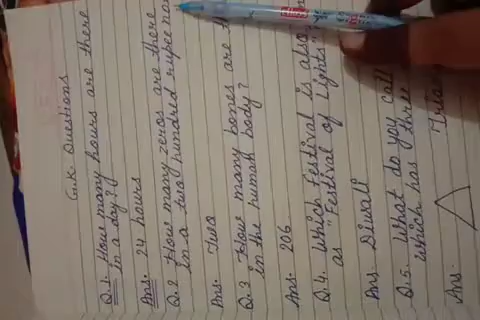 G.K. Questions
Q.1. How many hours are there
in a day?
Ans. 24 hours
Q.2 How many zeros are there
in a two hundred rupee no
Ans. Two
Q.3 How many bones are th
in the human body?
Ans. 206
Q.4. Which Festival is also
as "Festival of Lights"
Ans Diwali
Q.5. What do you call
which has three
Ans.